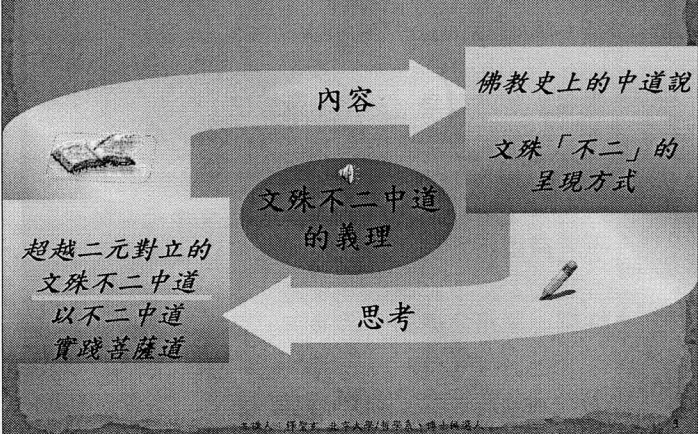 內容
佛教史上的中道說
文殊「不二」的
呈現方式
文殊不二中道
的義理
超越二元對立的
文殊不二中道
以不二中道
實踐菩薩道
思考